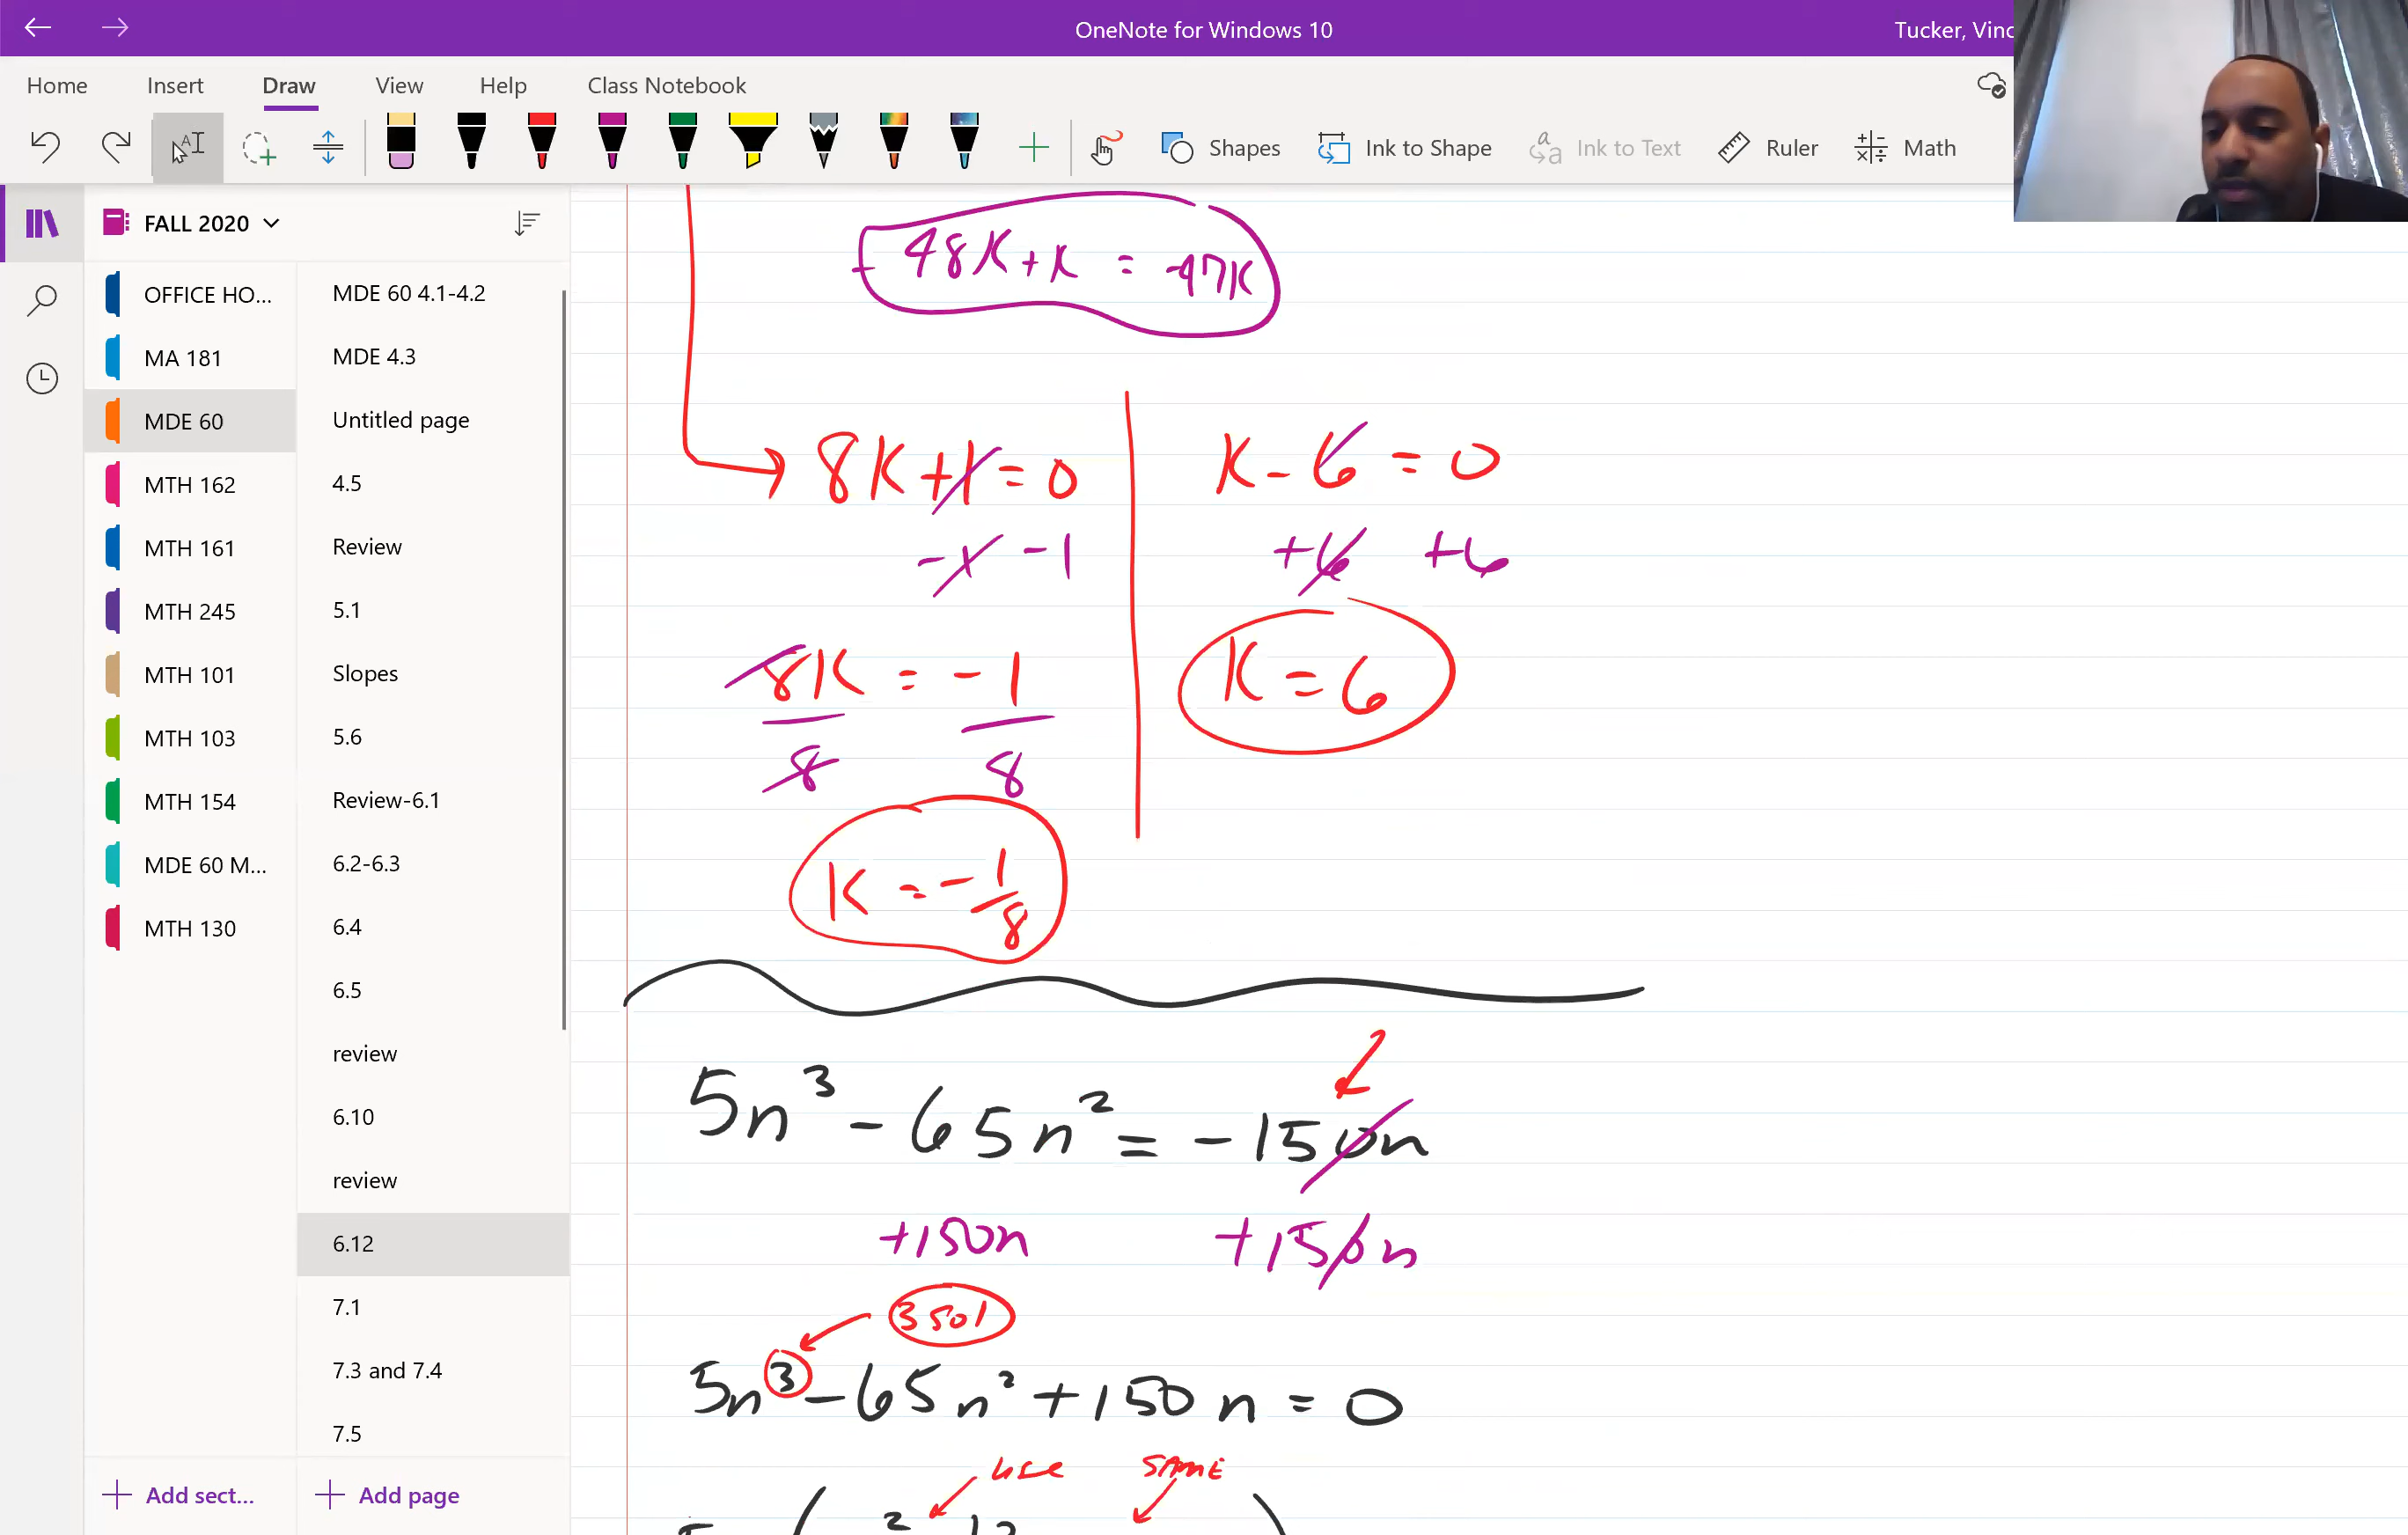 OneNote for Windows 10
Tucker, Vinc
Home Insert Draw View Help Class Notebook
Shapes Ink to Shape Ink to Text Ruler Math
FALL 2020
OFFICE HO...
MA 181
MDE 60
MTH 162
MTH 161
MTH 245
MTH 101
MTH 103
MTH 154
MDE 60 M...
MTH 130
Add sect...
MDE 60 4.1-4.2
MDE 4.3
Untitled page
4.5
Review
5.1
Slopes
5.6
Review-6.1
6.2-6.3
6.4
6.5
review
6.10
review
6.12
7.1
7.3 and 7.4
7.5
Add page
-48K+K = -47K
8K+1=0
-1 -1
8K = -1
8 8
K = -1/8
K-6=0
+6 +6
K=6
5n³ - 65n² = -150n
+150n +150n
3 sol
5n³ - 65n² + 150n = 0
use same